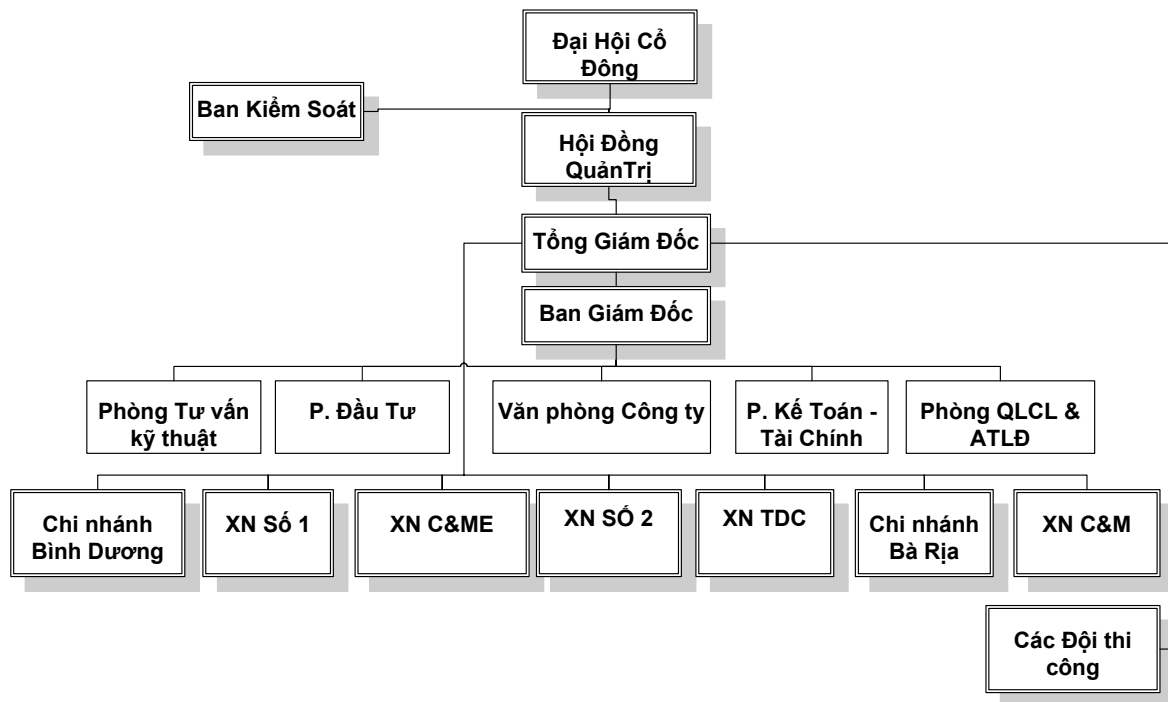 Đại Hội Cổ
Đông
Ban Kiểm Soát
Hội Đồng
QuảnTrị
Tổng Giám Đốc
Ban Giám Đốc
Phòng Tư vấn
kỹ thuật
P. Đầu Tư
Văn phòng Công ty
P. Kế Toán -
Tài Chính
Phòng QLCL &
ATLĐ
Chi nhánh
Bình Dương
XN Số 1
XN C&ME
XN SỐ 2
XN TDC
Chi nhánh
Bà Rịa
XN C&M
Các Đội thi
công